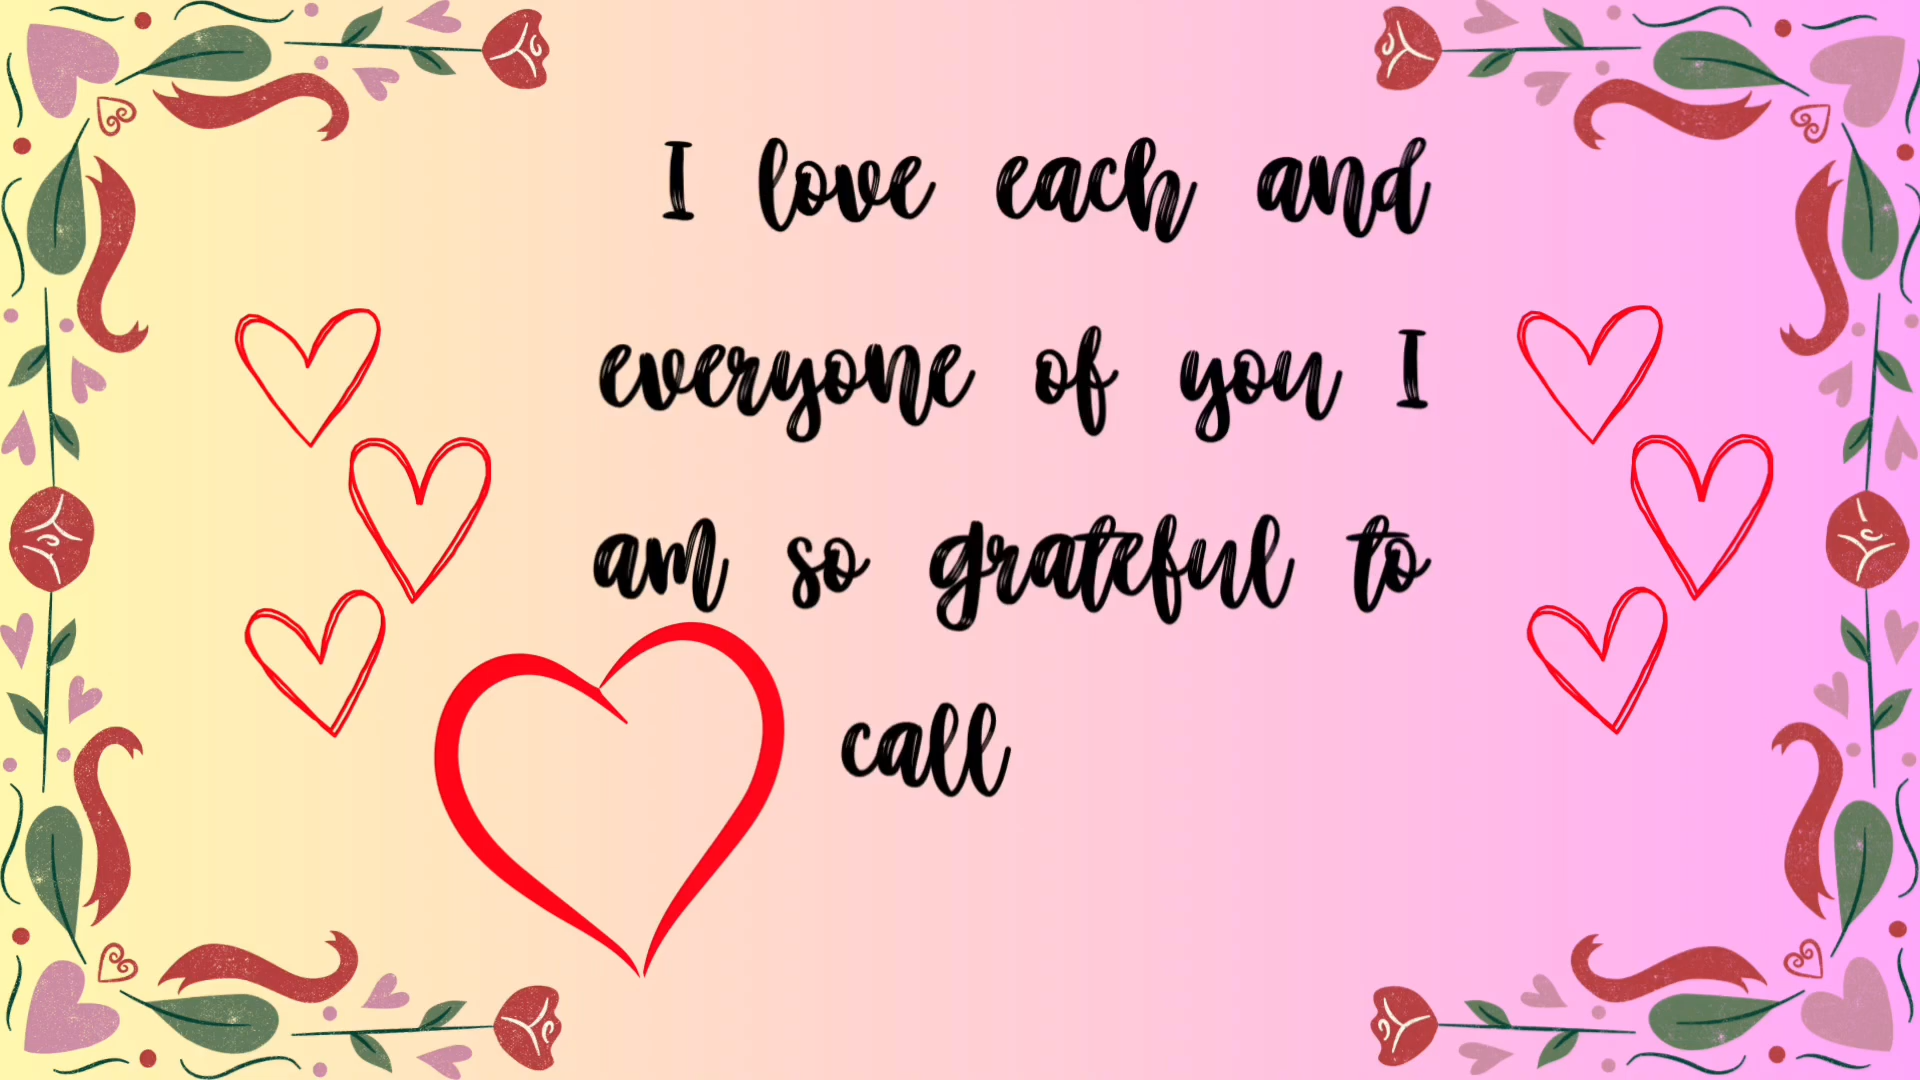 I love each and
everyone of you I
am so grateful to
call